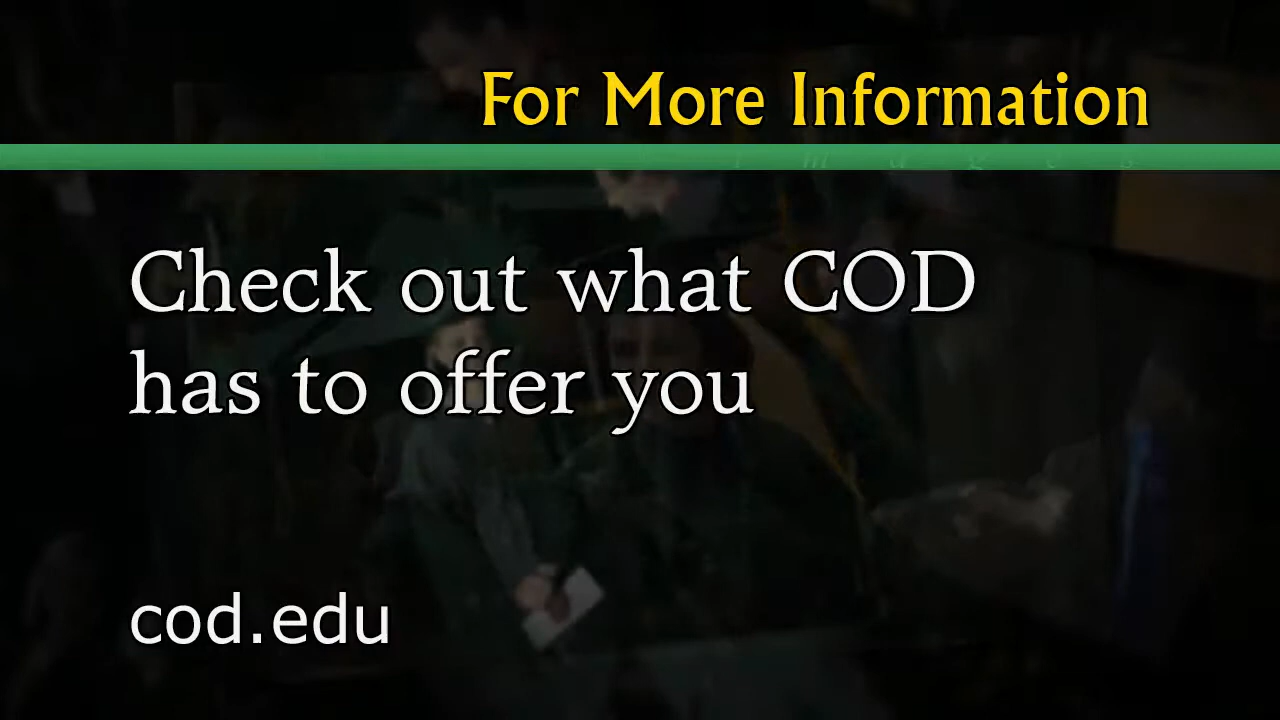 For More Information
i m a g e s
Check out what COD
has to offer you
cod.edu